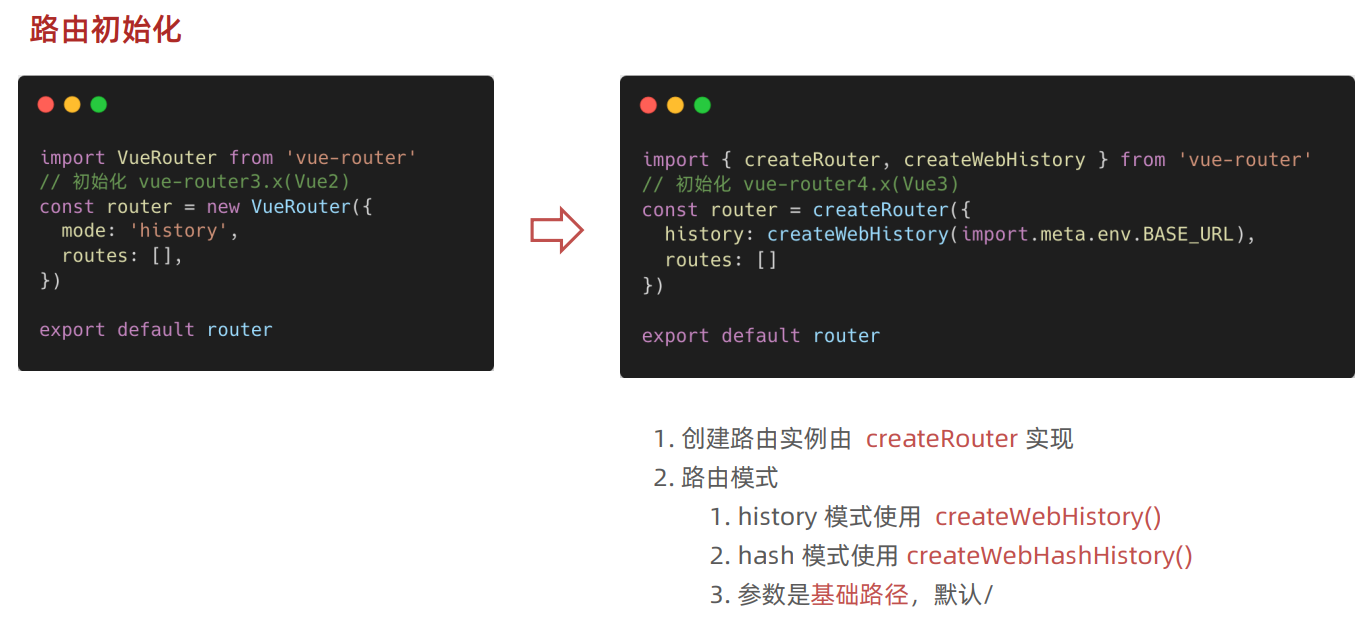 路由初始化
import VueRouter from 'vue-router'
// 初始化 vue-router3.x(Vue2)
const router = new VueRouter({
  mode: 'history',
  routes: [],
})
export default router
import { createRouter, createWebHistory } from 'vue-router'
// 初始化 vue-router4.x(Vue3)
const router = createRouter({
  history: createWebHistory(import.meta.env.BASE_URL),
  routes: []
})
export default router
1. 创建路由实例由 createRouter 实现
2. 路由模式
1. history 模式使用 createWebHistory()
2. hash 模式使用 createWebHashHistory()
3. 参数是基础路径，默认/